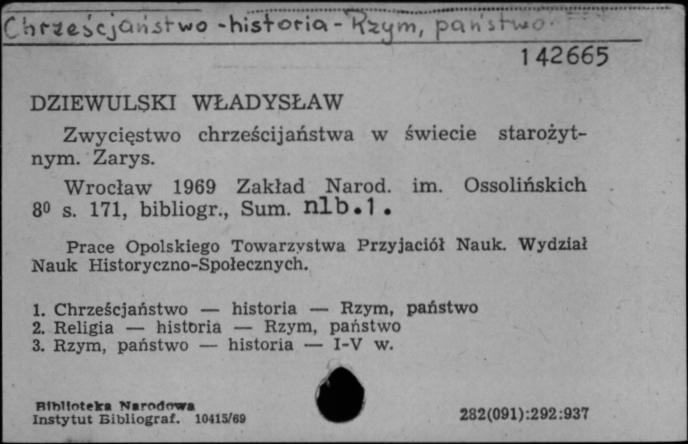 Chrześcjaństwo - historia - Rzym, państwo.
142665
DZIEWULSKI WŁADYSŁAW
Zwycięstwo chrześcijaństwa w świecie starożyt-
nym. Zarys.
Wrocław 1969 Zakład Narod. im. Ossolińskich
8⁰ s. 171, bibliogr., Sum. nlb.1.
Prace Opolskiego Towarzystwa Przyjaciół Nauk. Wydział
Nauk Historyczno-Społecznych.
1. Chrześcjaństwo — historia — Rzym, państwo
2. Religia — historia — Rzym, państwo
3. Rzym, państwo — historia — I-V w.
Biblioteka Narodowa
Instytut Bibliograf. 10415/69
282(091):292:937